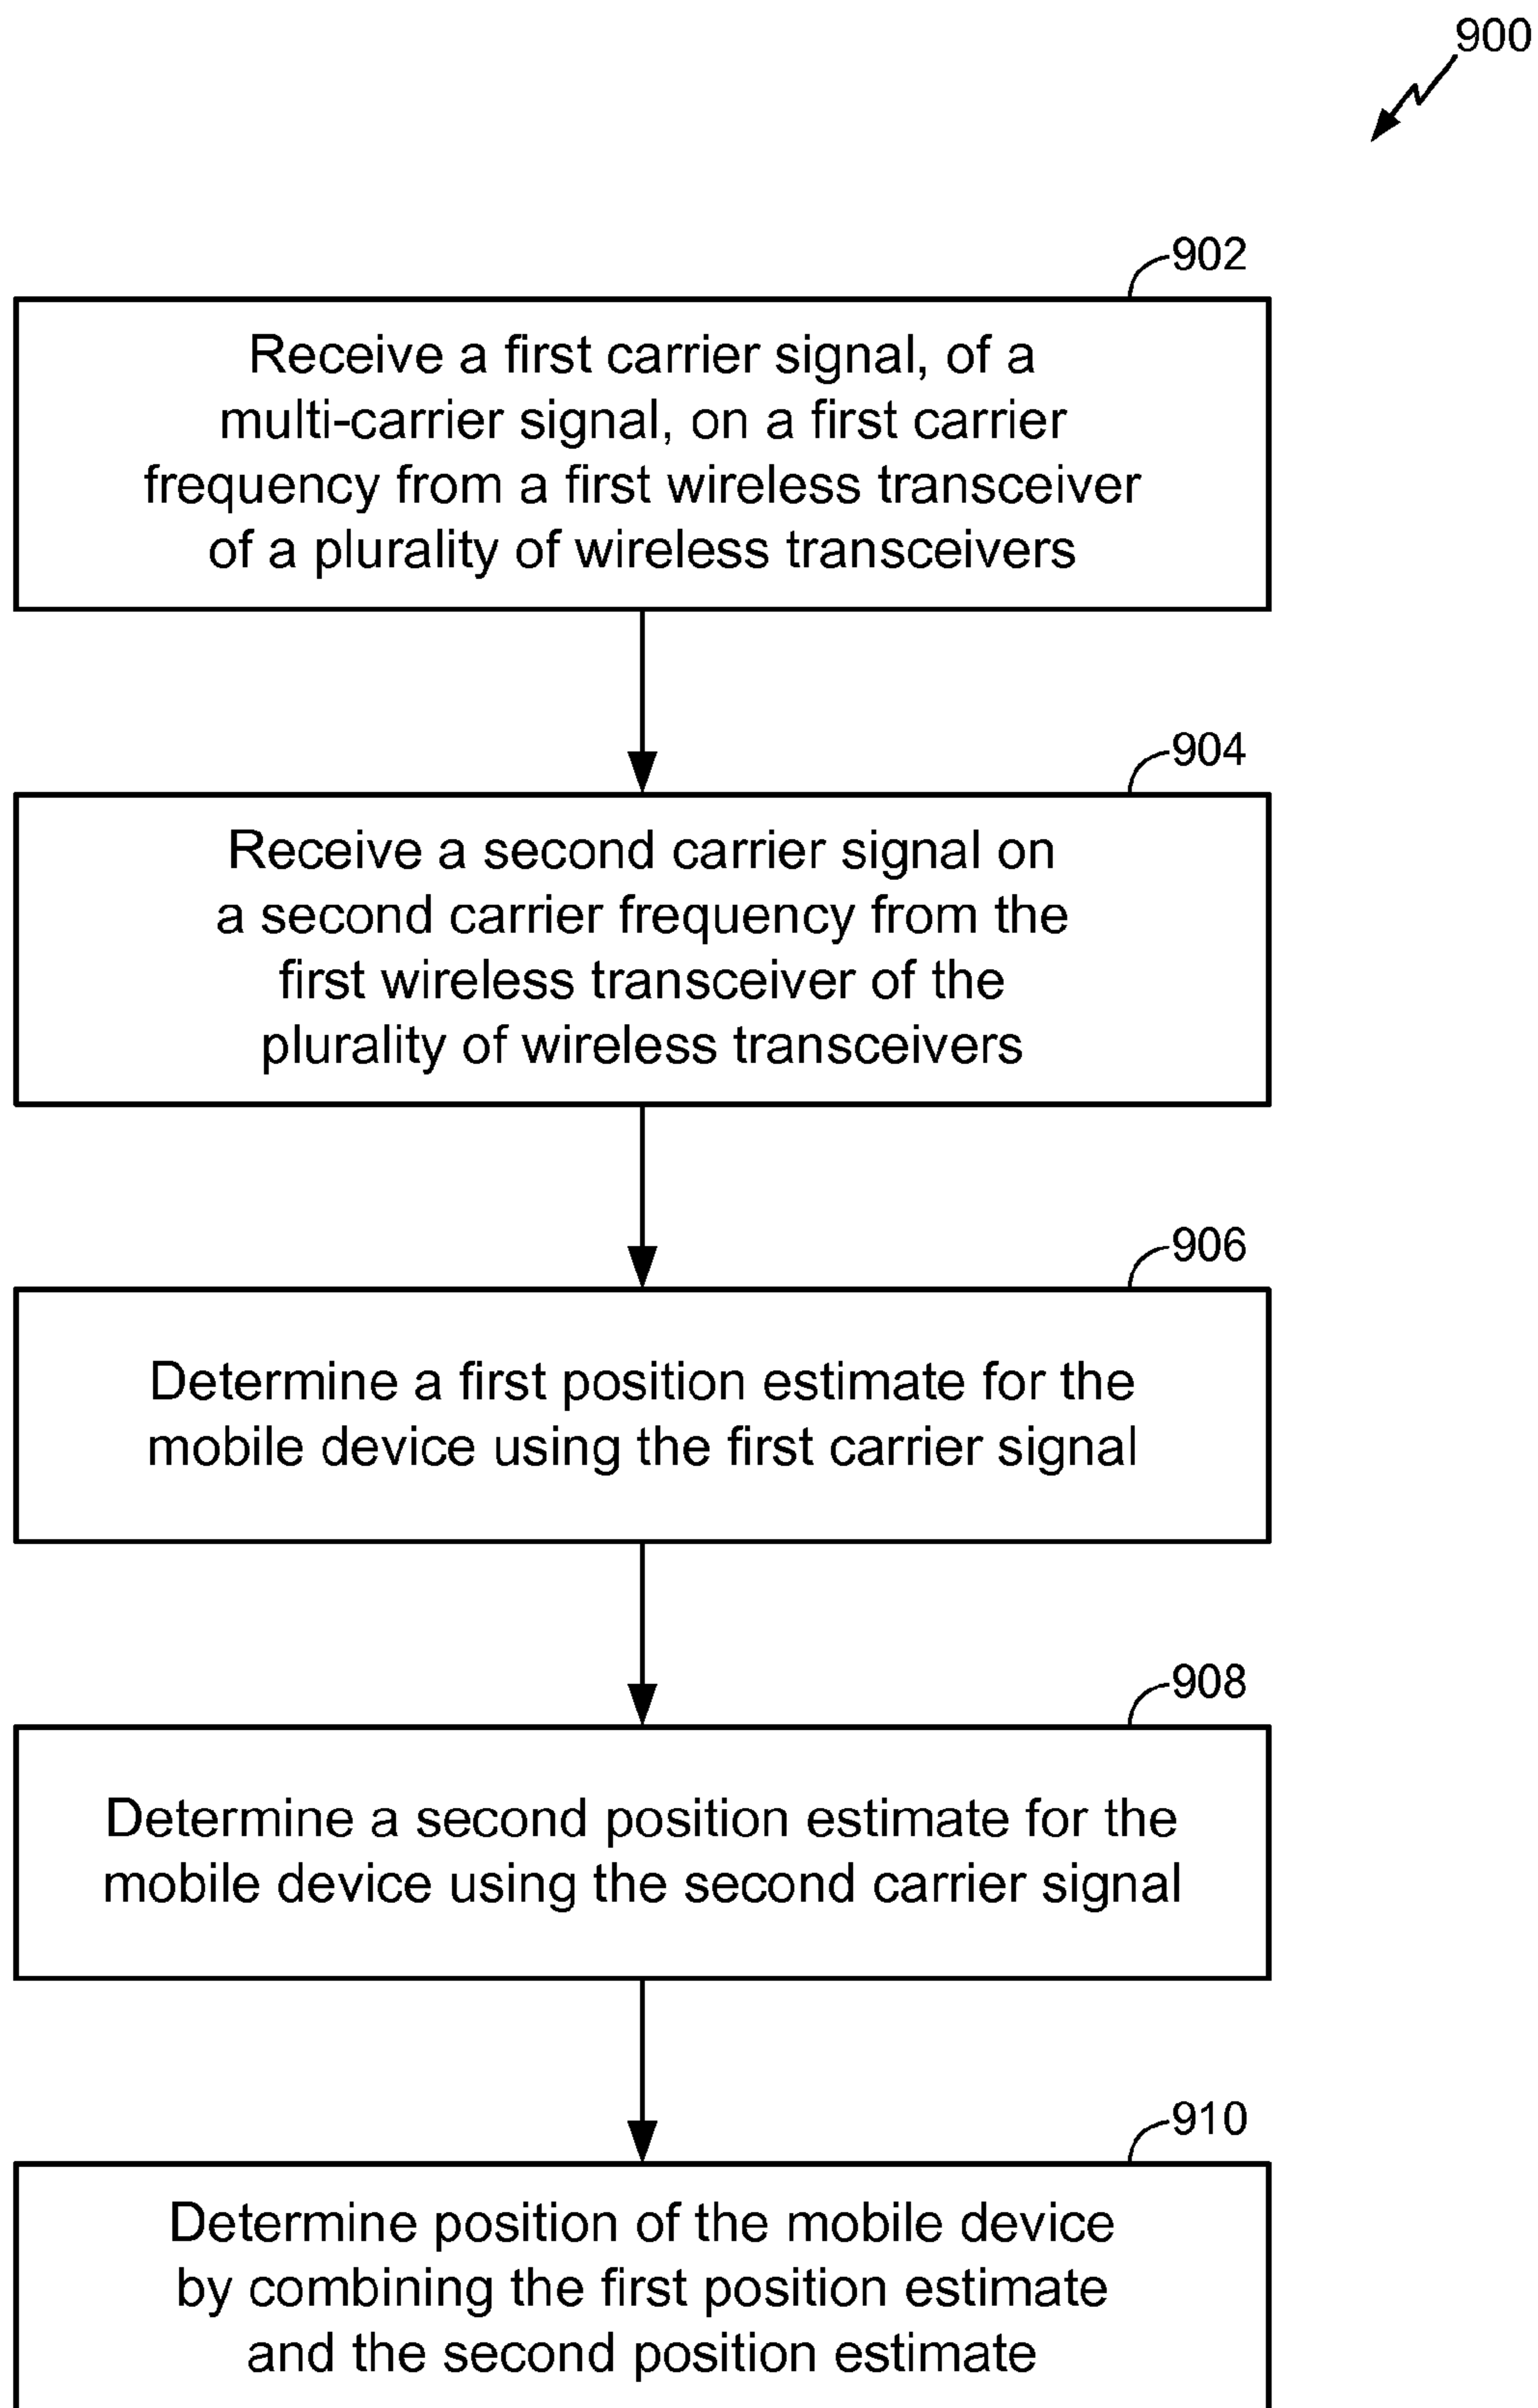 900
902
Receive a first carrier signal, of a
multi-carrier signal, on a first carrier
frequency from a first wireless transceiver
of a plurality of wireless transceivers
904
Receive a second carrier signal on
a second carrier frequency from the
first wireless transceiver of the
plurality of wireless transceivers
906
Determine a first position estimate for the
mobile device using the first carrier signal
908
Determine a second position estimate for the
mobile device using the second carrier signal
910
Determine position of the mobile device
by combining the first position estimate
and the second position estimate